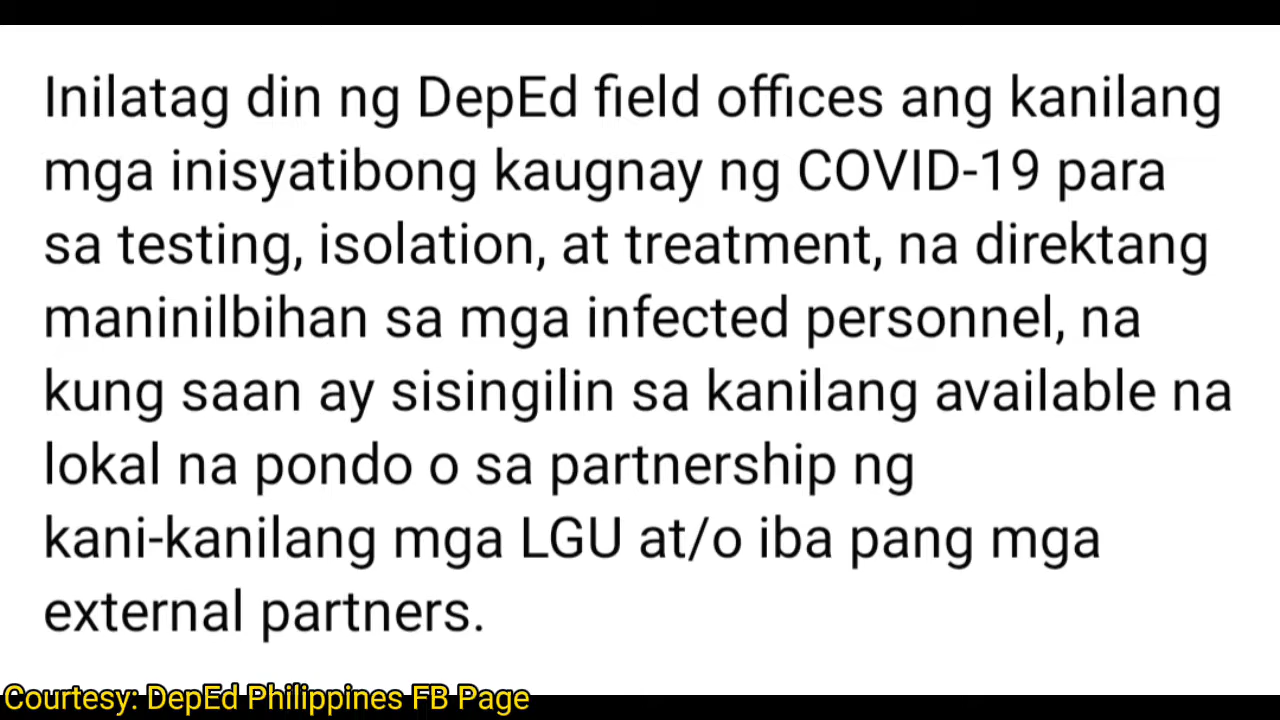 Inilatag din ng DepEd field offices ang kanilang
mga inisyatibong kaugnay ng COVID-19 para
sa testing, isolation, at treatment, na direktang
maninilbihan sa mga infected personnel, na
kung saan ay sisingilin sa kanilang available na
lokal na pondo o sa partnership ng
kani-kanilang mga LGU at/o iba pang mga
external partners.
Courtesy: DepEd Philippines FB Page